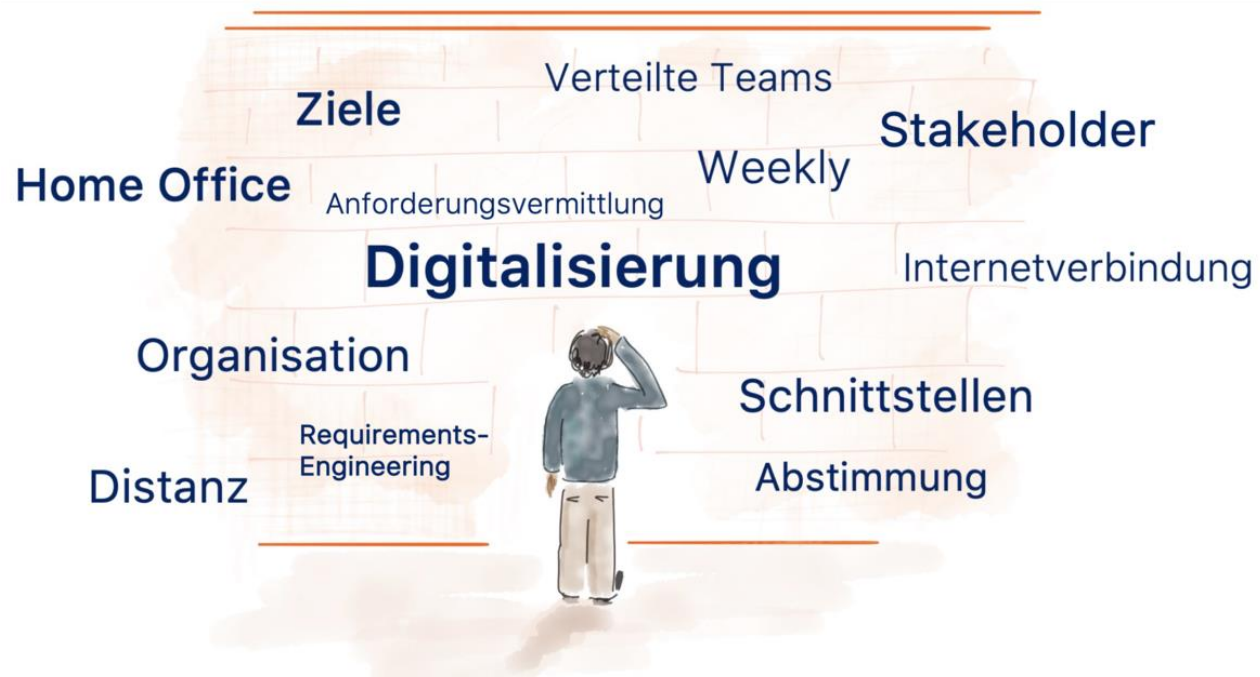 Verteilte Teams
Ziele
Stakeholder
Weekly
Home Office
Anforderungsvermittlung
Digitalisierung
Internetverbindung
Organisation
Schnittstellen
Requirements-
Engineering
Abstimmung
Distanz